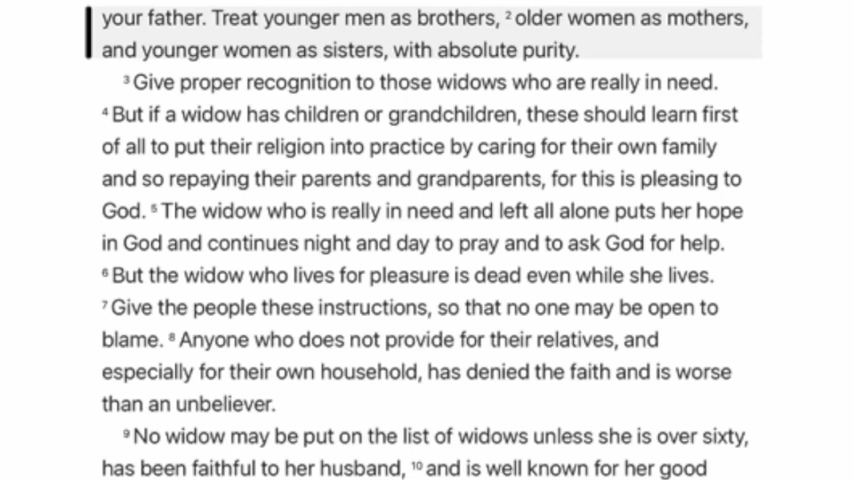 your father. Treat younger men as brothers, ² older women as mothers,
and younger women as sisters, with absolute purity.
³ Give proper recognition to those widows who are really in need.
⁴ But if a widow has children or grandchildren, these should learn first
of all to put their religion into practice by caring for their own family
and so repaying their parents and grandparents, for this is pleasing to
God. ⁵ The widow who is really in need and left all alone puts her hope
in God and continues night and day to pray and to ask God for help.
⁶ But the widow who lives for pleasure is dead even while she lives.
⁷ Give the people these instructions, so that no one may be open to
blame. ⁸ Anyone who does not provide for their relatives, and
especially for their own household, has denied the faith and is worse
than an unbeliever.
⁹ No widow may be put on the list of widows unless she is over sixty,
has been faithful to her husband, ¹⁰ and is well known for her good